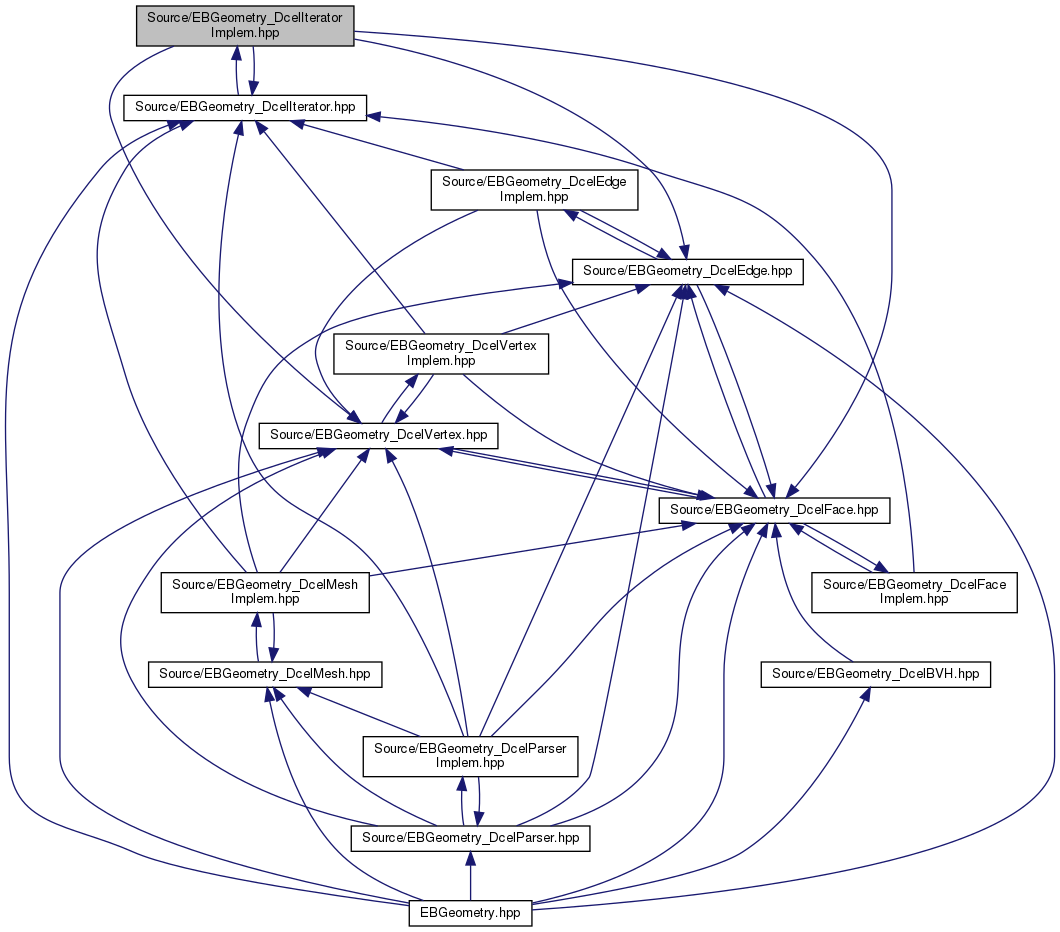 Source/EBGeometry_DcelIterator
Implem.hpp
Source/EBGeometry_DcelIterator.hpp
Source/EBGeometry_DcelEdge
Implem.hpp
Source/EBGeometry_DcelEdge.hpp
Source/EBGeometry_DcelVertex
Implem.hpp
Source/EBGeometry_DcelVertex.hpp
Source/EBGeometry_DcelFace.hpp
Source/EBGeometry_DcelMesh
Implem.hpp
Source/EBGeometry_DcelFace
Implem.hpp
Source/EBGeometry_DcelMesh.hpp
Source/EBGeometry_DcelBVH.hpp
Source/EBGeometry_DcelParser
Implem.hpp
Source/EBGeometry_DcelParser.hpp
EBGeometry.hpp